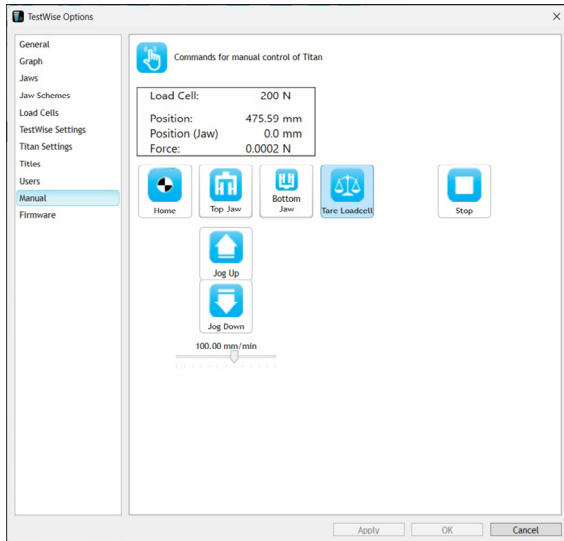 TestWise Options
General
Graph
Jaws
Jaw Schemes
Load Cells
TestWise Settings
Titan Settings
Titles
Users
Manual
Firmware
Commands for manual control of Titan
Load Cell: 200 N
Position: 475.59 mm
Position (Jaw) 0.0 mm
Force: 0.0002 N
Home
Top Jaw
Bottom
Jaw
Tare Loadcell
Stop
Jog Up
Jog Down
100.00 mm/min
Apply
OK
Cancel